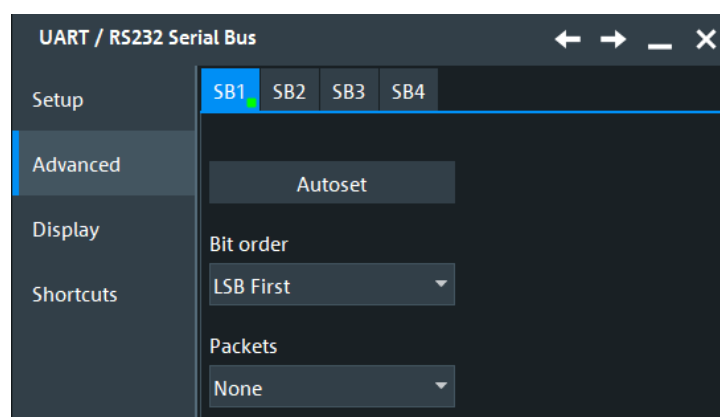 UART / RS232 Serial Bus
Setup
SB1 SB2 SB3 SB4
Advanced
Autoset
Display
Bit order
LSB First
Shortcuts
Packets
None